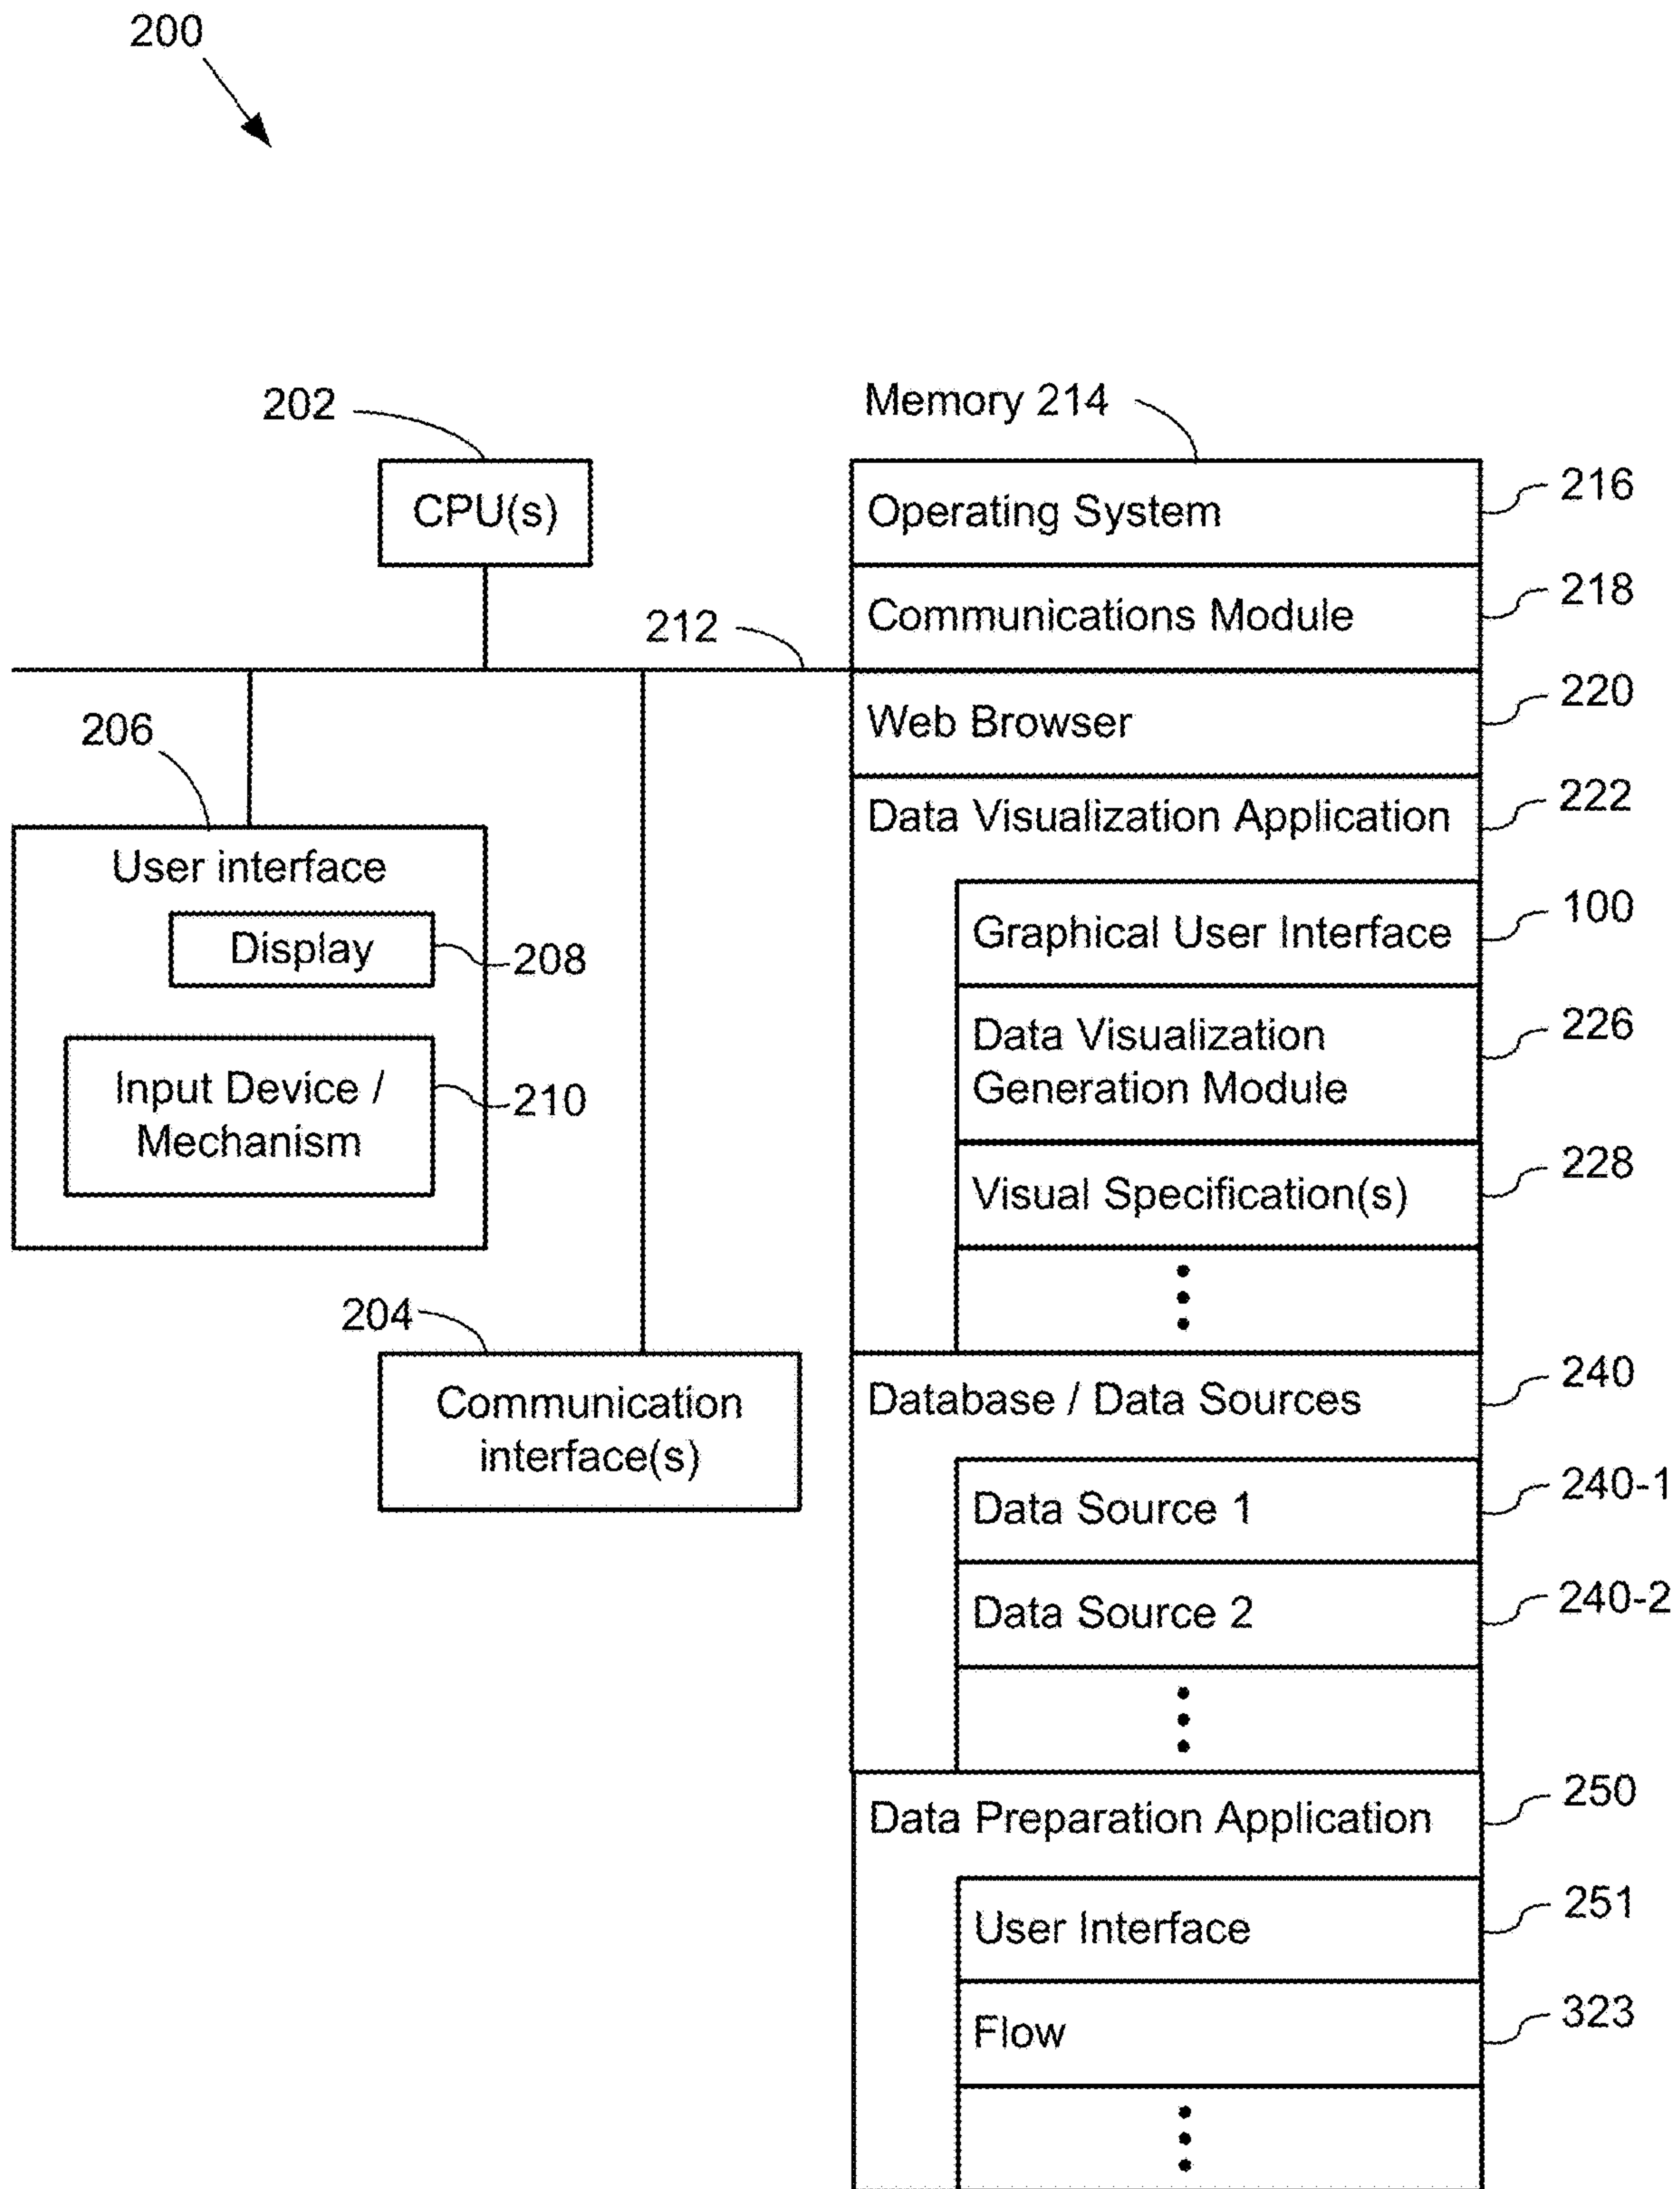 200
202
CPU(s)
212
206
User interface
Display
208
Input Device /
Mechanism
210
204
Communication
interface(s)
Memory 214
Operating System
216
Communications Module
218
Web Browser
220
Data Visualization Application
222
Graphical User Interface
100
Data Visualization
Generation Module
226
Visual Specification(s)
228
Database / Data Sources
240
Data Source 1
240-1
Data Source 2
240-2
Data Preparation Application
250
User Interface
251
Flow
323